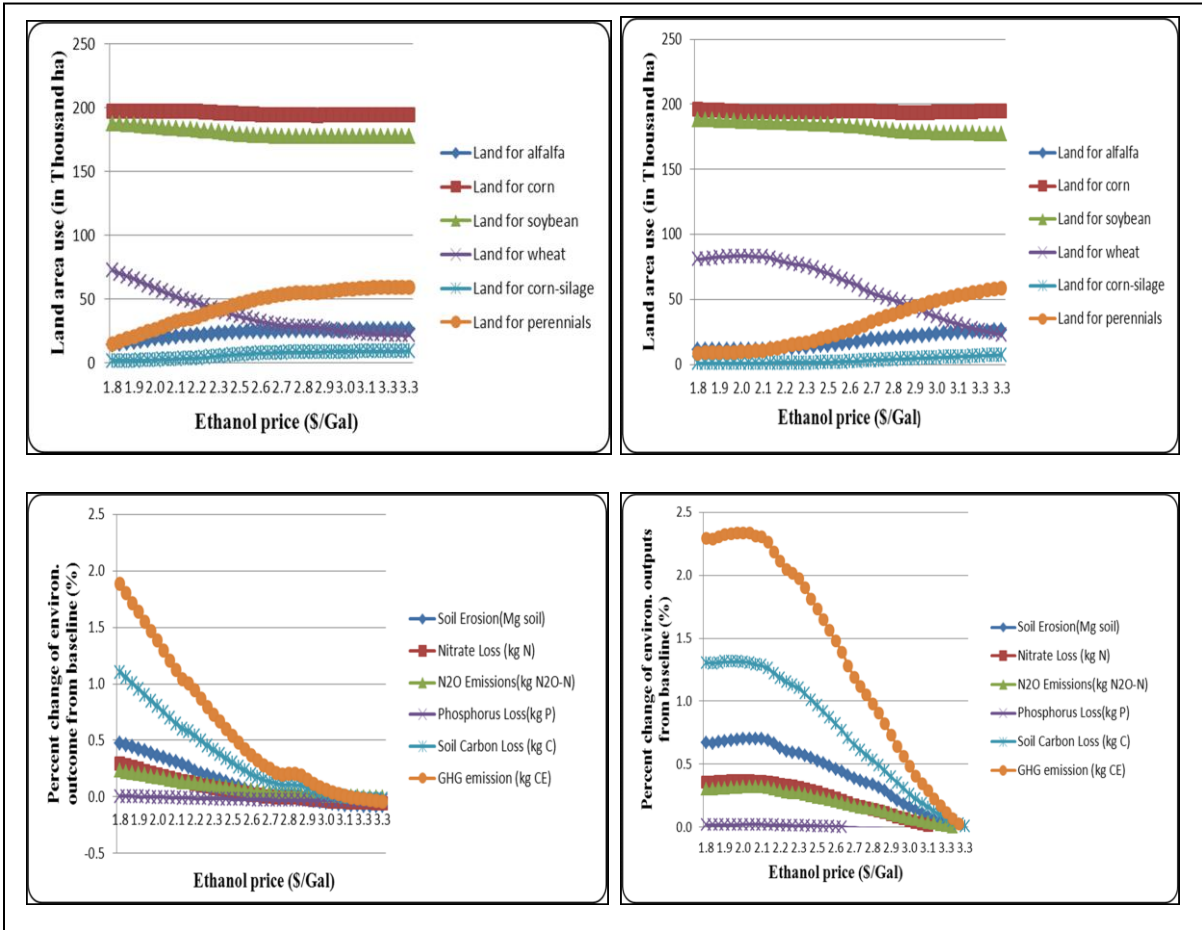 Land area use (in Thousand ha)
250
200
150
100
50
0
1.8 1.9 2.0 2.1 2.2 2.3 2.5 2.6 2.7 2.8 2.9 3.0 3.1 3.3 3.3
Ethanol price ($/Gal)
Land for alfalfa
Land for corn
Land for soybean
Land for wheat
Land for corn-silage
Land for perennials
Land area use (in Thousand ha)
250
200
150
100
50
0
1.8 1.9 2.0 2.1 2.2 2.3 2.5 2.6 2.7 2.8 2.9 3.0 3.1 3.3 3.3
Ethanol price ($/Gal)
Land for alfalfa
Land for corn
Land for soybean
Land for wheat
Land for corn-silage
Land for perennials
Percent change of environ.
outcome from baseline (%)
2.5
2.0
1.5
1.0
0.5
0.0
-0.5
1.8 1.9 2.0 2.1 2.2 2.3 2.5 2.6 2.7 2.8 2.9 3.0 3.1 3.3 3.3
Ethanol price ($/Gal)
Soil Erosion(Mg soil)
Nitrate Loss (kg N)
N2O Emissions(kg N2O-N)
Phosphorus Loss(kg P)
Soil Carbon Loss (kg C)
GHG emission (kg CE)
Percent change of environ. outputs
from baseline (%)
2.5
2.0
1.5
1.0
0.5
0.0
1.8 1.9 2.0 2.1 2.2 2.3 2.5 2.6 2.7 2.8 2.9 3.0 3.1 3.3 3.3
Ethanol price ($/Gal)
Soil Erosion(Mg soil)
Nitrate Loss (kg N)
N2O Emissions(kg N2O-N)
Phosphorus Loss(kg P)
Soil Carbon Loss (kg C)
GHG emission (kg CE)